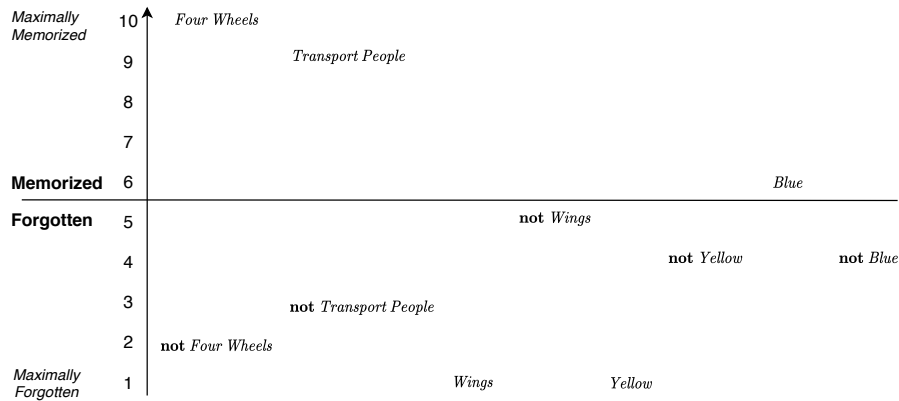 Maximally
Memorized
10
Four Wheels
9
Transport People
8
7
Memorized
6
Blue
Forgotten
5
not Wings
4
not Yellow
not Blue
3
not Transport People
2
not Four Wheels
Maximally
Forgotten
1
Wings
Yellow